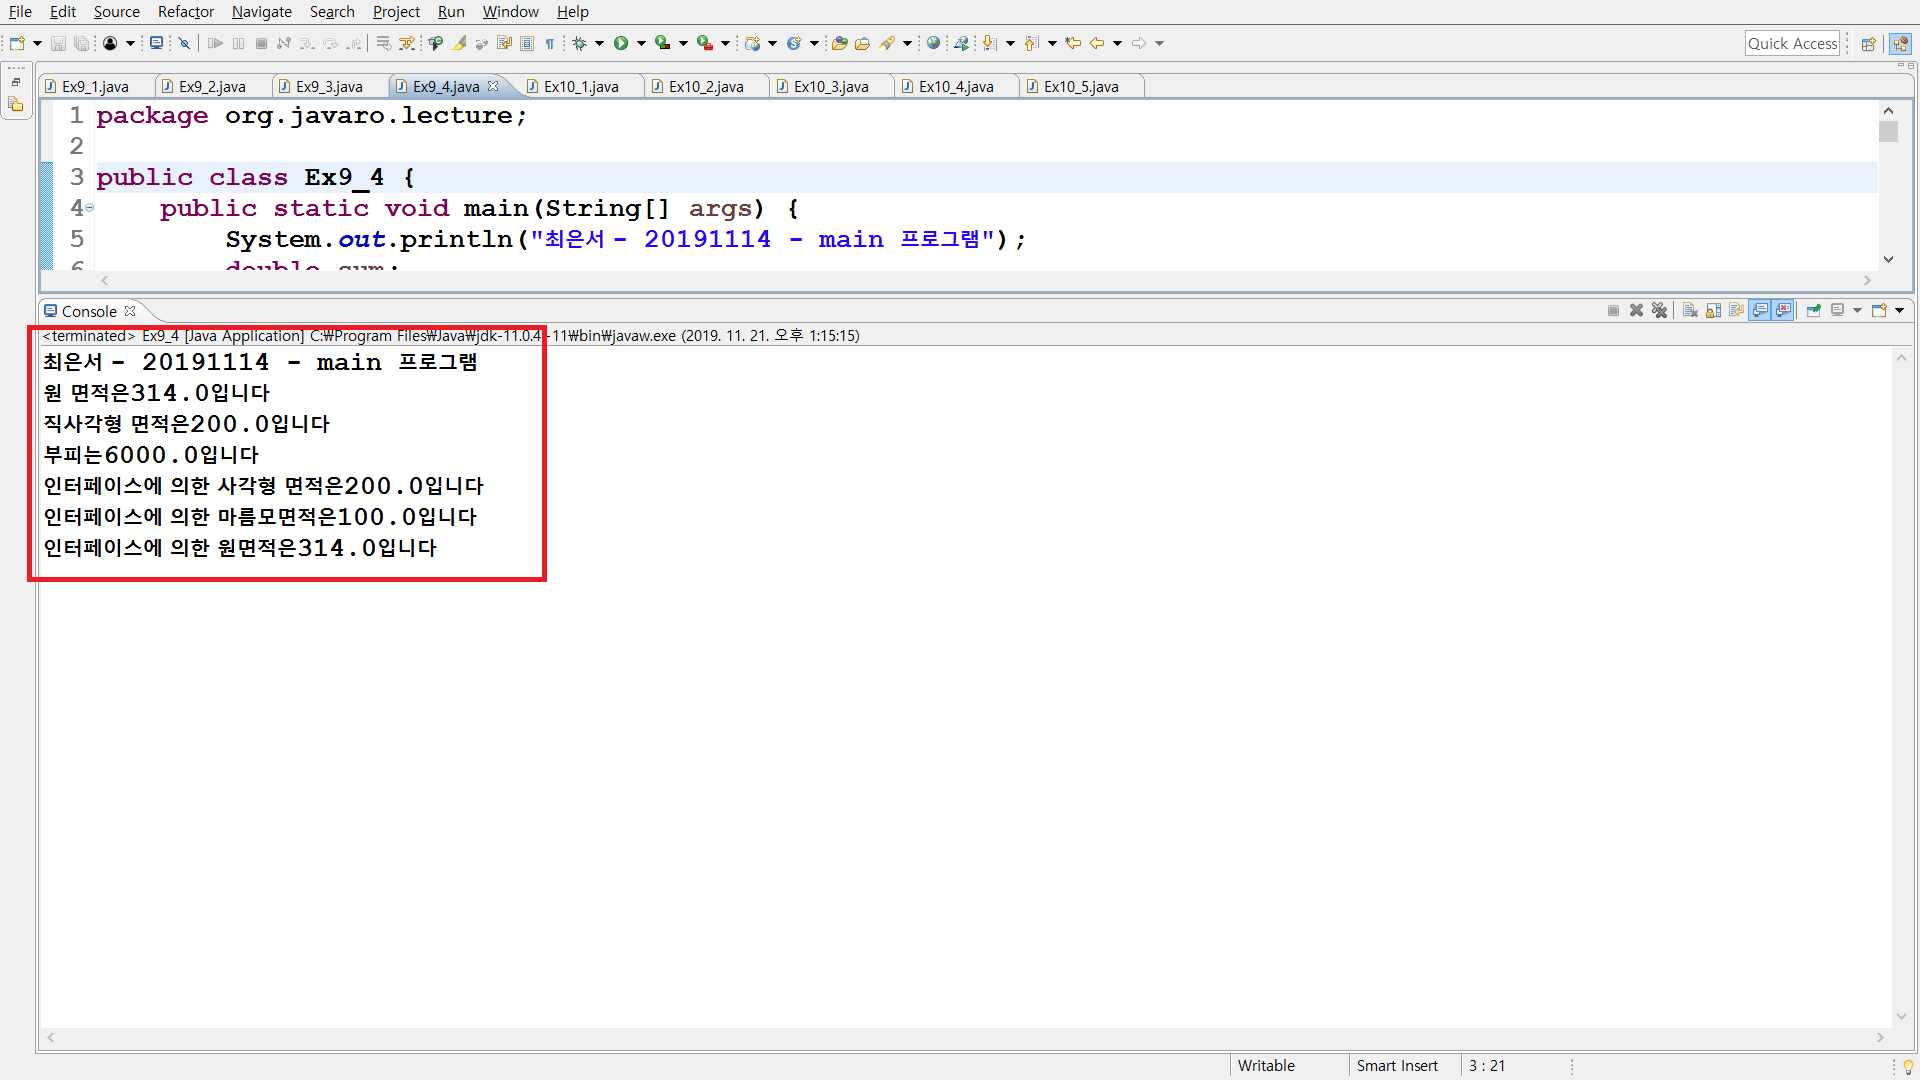 File Edit Source Refactor Navigate Search Project Run Window Help
Quick Access
Ex9_1.java Ex9_2.java Ex9_3.java Ex9_4.java Ex10_1.java Ex10_2.java Ex10_3.java Ex10_4.java Ex10_5.java
1 package org.javaro.lecture;
2
3 public class Ex9_4 {
4 public static void main(String[] args) {
5 System.out.println("최은서 - 20191114 - main 프로그램");
6 double sum;
Console
<terminated> Ex9_4 [Java Application] C:₩Program Files₩Java₩jdk-11.0.4-11₩bin₩javaw.exe (2019. 11. 21. 오후 1:15:15)
최은서 - 20191114 - main 프로그램
원 면적은314.0입니다
직사각형 면적은200.0입니다
부피는6000.0입니다
인터페이스에 의한 사각형 면적은200.0입니다
인터페이스에 의한 마름모면적은100.0입니다
인터페이스에 의한 원면적은314.0입니다
Writable Smart Insert 3 : 21